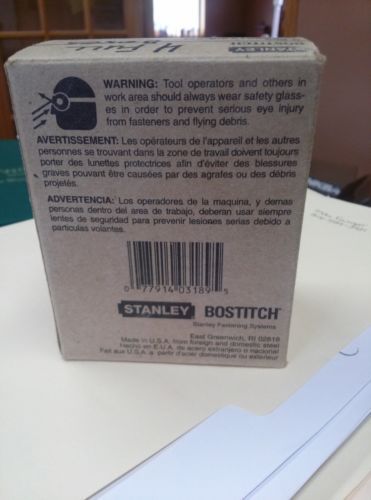 4 FULL
STANLEY
BOSTITCH
WARNING: Tool operators and others in
work area should always wear safety glass-
es in order to prevent serious eye injury
from fasteners and flying debris.
AVERTISSEMENT: Les opérateurs de l'appareil et les autres
personnes se trouvant dans la zone de travail doivent toujours
porter des lunettes protectrices afin d'éviter des blessures
graves pouvant être causées par des agrafes ou des débris
projelés.
ADVERTENCIA: Los operadores de la maquina, y demas
personas dentro del area de trabajo, deberan usar siempre
lentes de seguridad para prevenir lesiones serias debido a
particulas volantes.
0 77914 03189 5
STANLEY BOSTITCH
Stanley Fastening Systems
East Greenwich, RI 02818
Made in U.S.A. from foreign and domestic steel
Hecho en E.U.A. de acero extranjero o nacional
Fait aux U.S.A. a partir d'acier domestique ou exterieur